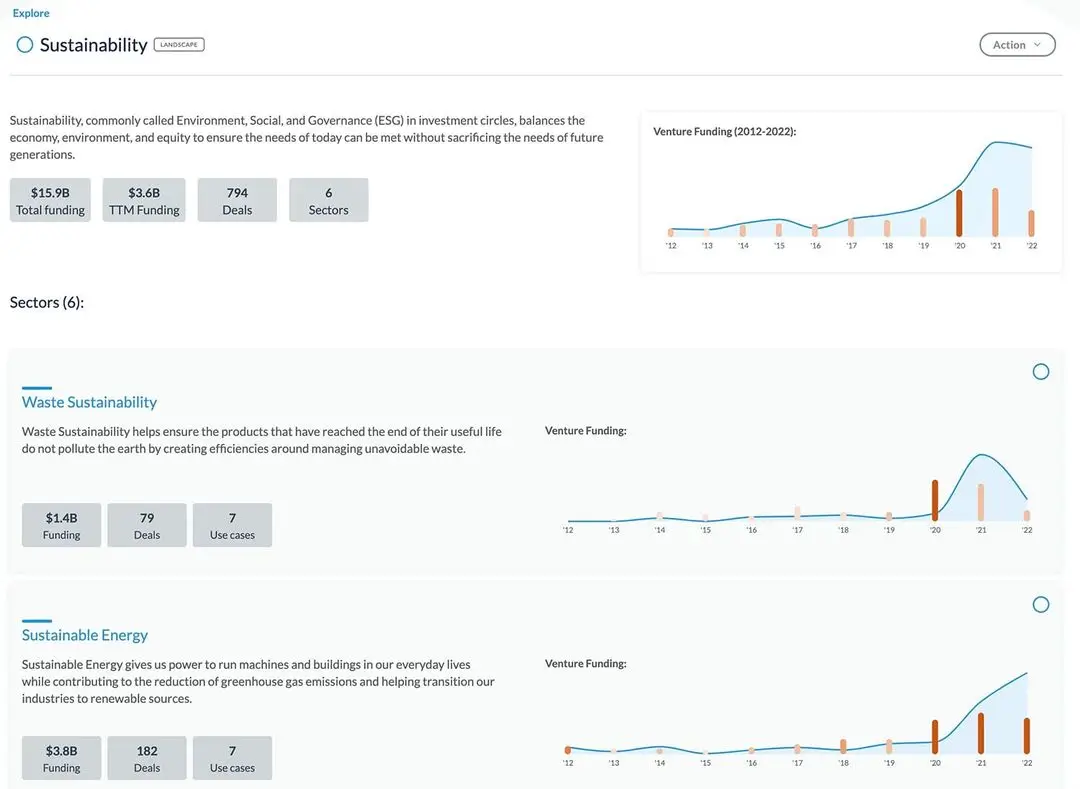 Explore
Sustainability LANDSCAPE
Action
Sustainability, commonly called Environment, Social, and Governance (ESG) in investment circles, balances the
economy, environment, and equity to ensure the needs of today can be met without sacrificing the needs of future
generations.
$15.9B
Total funding
$3.6B
TTM Funding
794
Deals
6
Sectors
Venture Funding (2012-2022):
'12 '13 '14 '15 '16 '17 '18 '19 '20 '21 '22
Sectors (6):
Waste Sustainability
Waste Sustainability helps ensure the products that have reached the end of their useful life
do not pollute the earth by creating efficiencies around managing unavoidable waste.
$1.4B
Funding
79
Deals
7
Use cases
Venture Funding:
'12 '13 '14 '15 '16 '17 '18 '19 '20 '21 '22
Sustainable Energy
Sustainable Energy gives us power to run machines and buildings in our everyday lives
while contributing to the reduction of greenhouse gas emissions and helping transition our
industries to renewable sources.
$3.8B
Funding
182
Deals
7
Use cases
Venture Funding:
'12 '13 '14 '15 '16 '17 '18 '19 '20 '21 '22